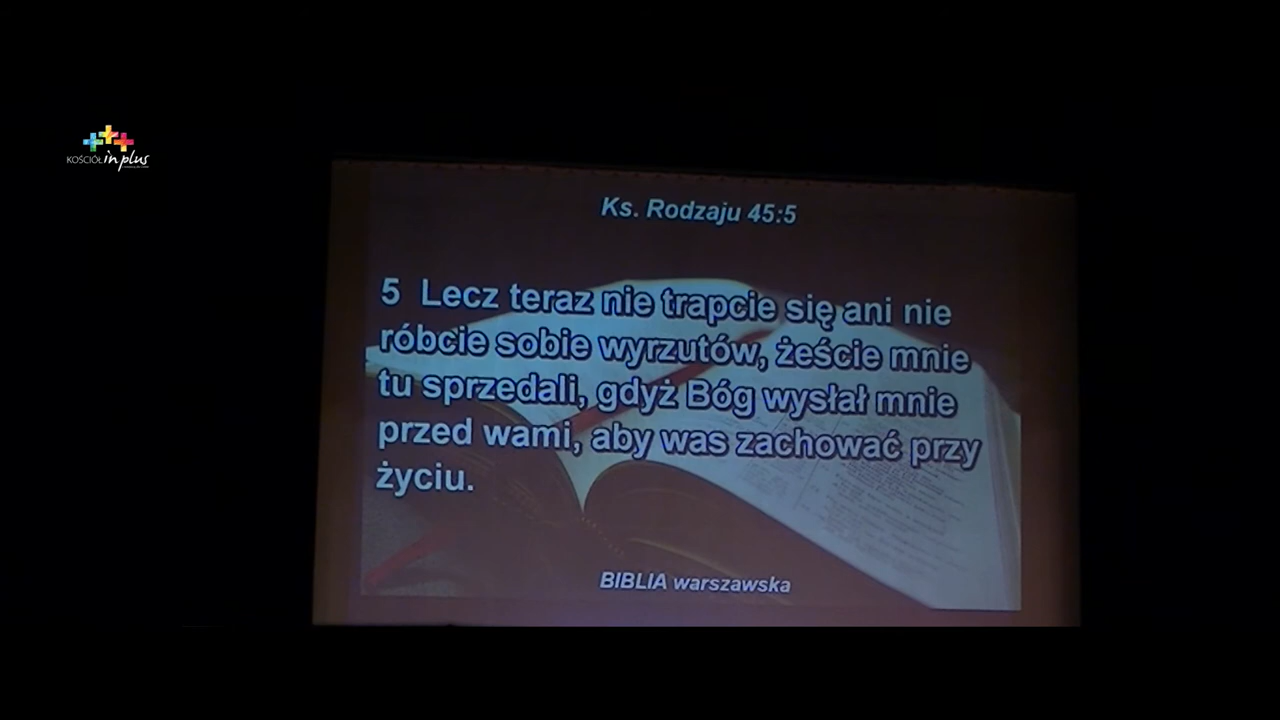 KOŚCIÓŁ in plus
Ks. Rodzaju 45:5
5 Lecz teraz nie trapcie się ani nie
róbcie sobie wyrzutów, żeście mnie
tu sprzedali, gdyż Bóg wysłał mnie
przed wami, aby was zachować przy
życiu.
BIBLIA warszawska